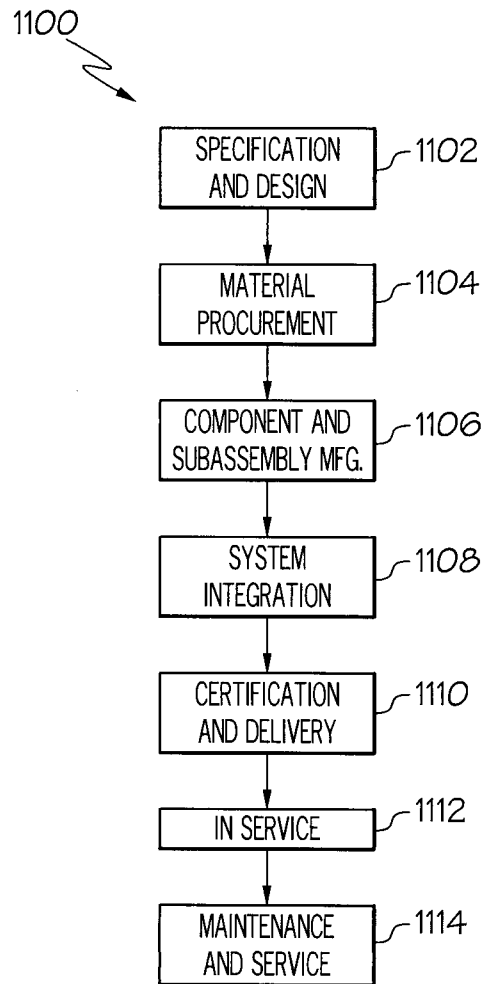 1100
SPECIFICATION
AND DESIGN
1102
MATERIAL
PROCUREMENT
1104
COMPONENT AND
SUBASSEMBLY MFG.
1106
SYSTEM
INTEGRATION
1108
CERTIFICATION
AND DELIVERY
1110
IN SERVICE
1112
MAINTENANCE
AND SERVICE
1114